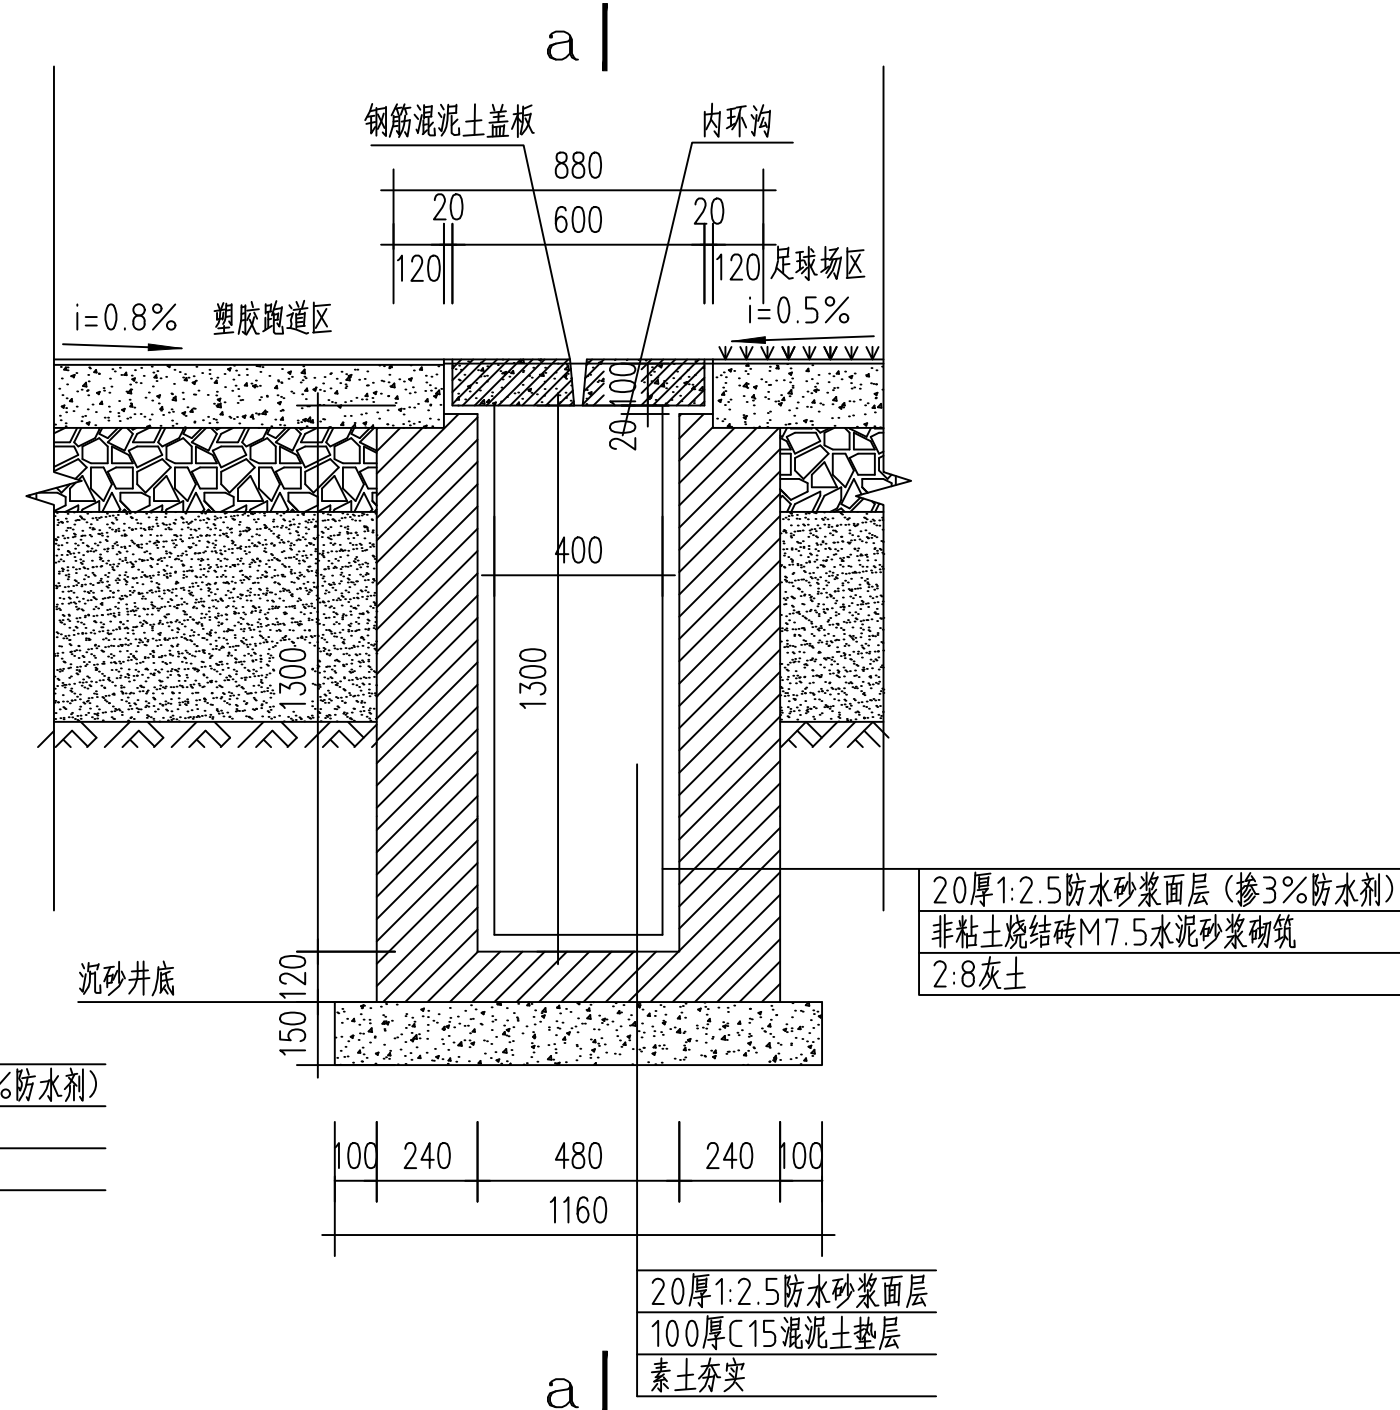 a
钢筋混泥土盖板
内环沟
880
20
600
20
120
120
足球场区
i=0.8%
塑胶跑道区
i=0.5%
100
20
400
1300
1300
20厚1:2.5防水砂浆面层（掺3%防水剂）
非粘土烧结砖M7.5水泥砂浆砌筑
2:8灰土
沉砂井底
120
150
%防水剂）
100
240
480
240
100
1160
20厚1:2.5防水砂浆面层
100厚C15混泥土垫层
素土夯实
a